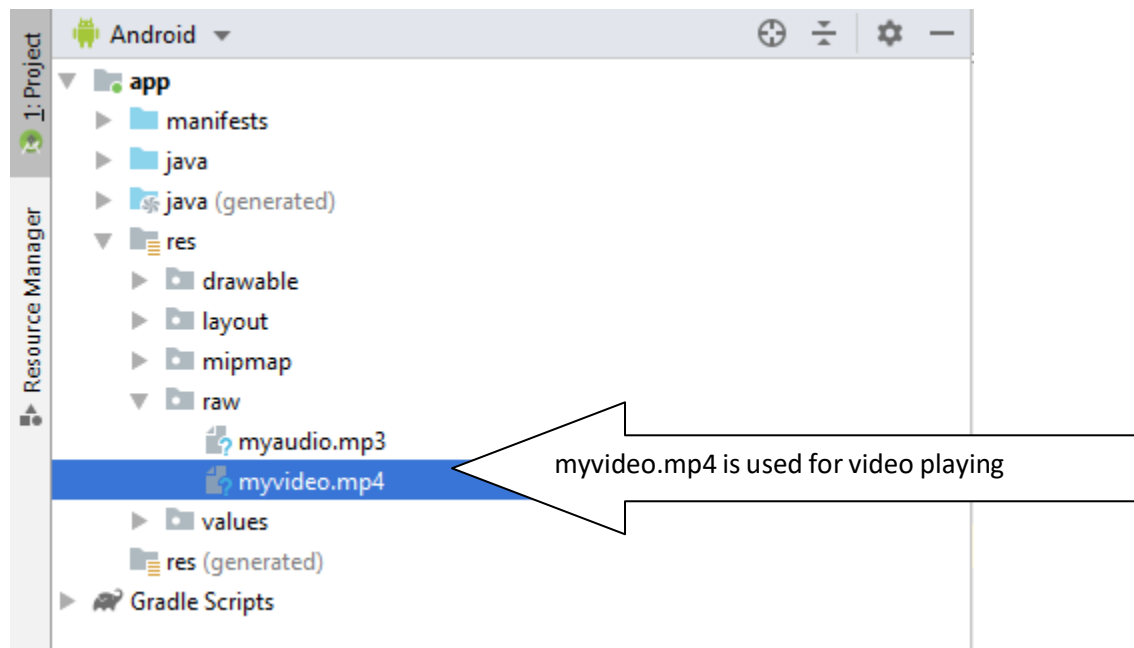 1: Project
Resource Manager
Android
app
manifests
java
java (generated)
res
drawable
layout
mipmap
raw
myaudio.mp3
myvideo.mp4
myvideo.mp4 is used for video playing
values
res (generated)
Gradle Scripts